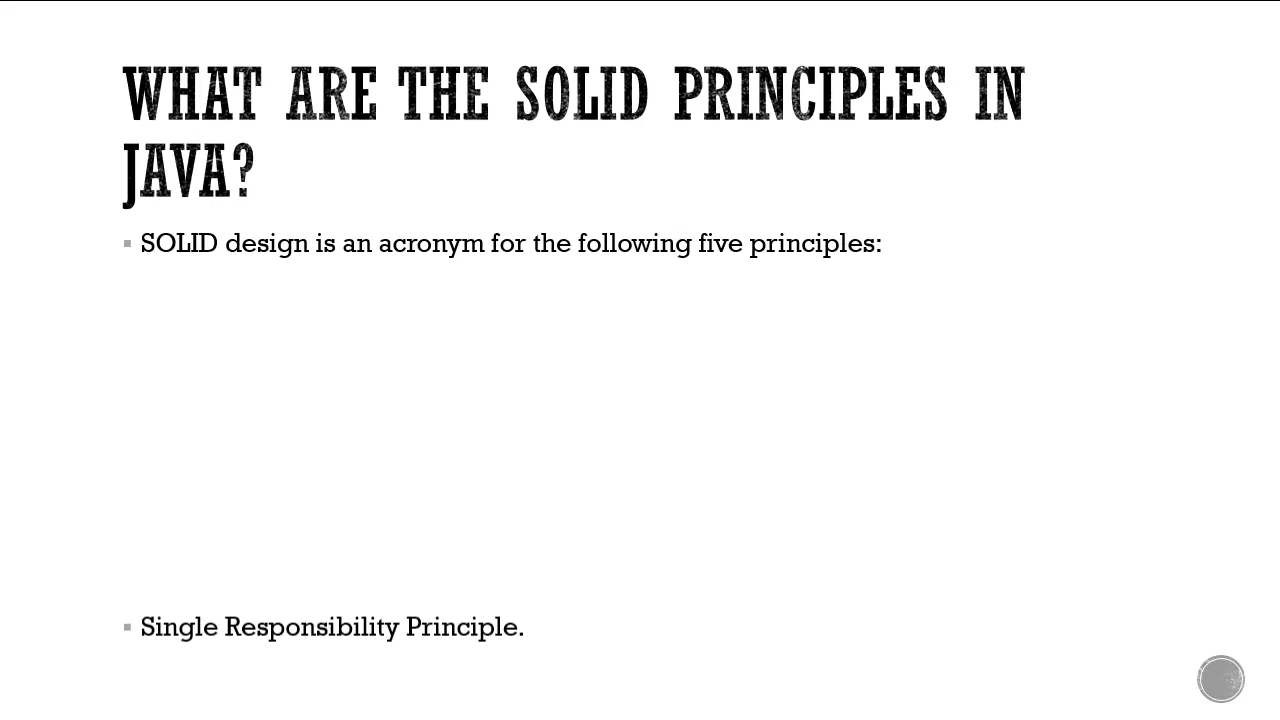 WHAT ARE THE SOLID PRINCIPLES IN
JAVA?
SOLID design is an acronym for the following five principles:
Single Responsibility Principle.